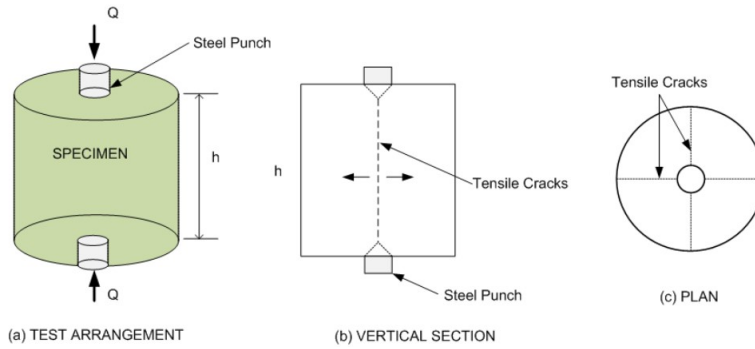 Q
Steel Punch
SPECIMEN
h
Q
(a) TEST ARRANGEMENT
h
Tensile Cracks
Steel Punch
(b) VERTICAL SECTION
Tensile Cracks
(c) PLAN